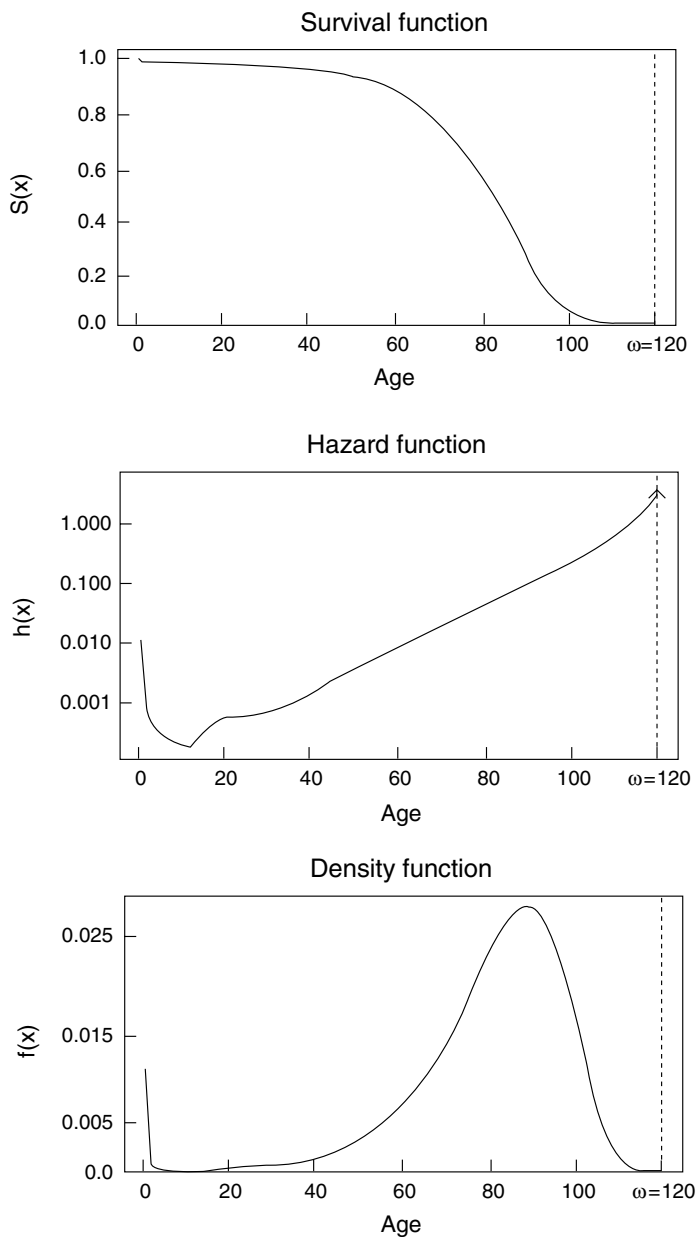 Survival function
1.0
0.8
0.6
0.4
0.2
0.0
S(x)
0 20 40 60 80 100 ω=120
Age
Hazard function
1.000
0.100
0.010
0.001
h(x)
0 20 40 60 80 100 ω=120
Age
Density function
0.025
0.015
0.005
0.0
f(x)
0 20 40 60 80 100 ω=120
Age